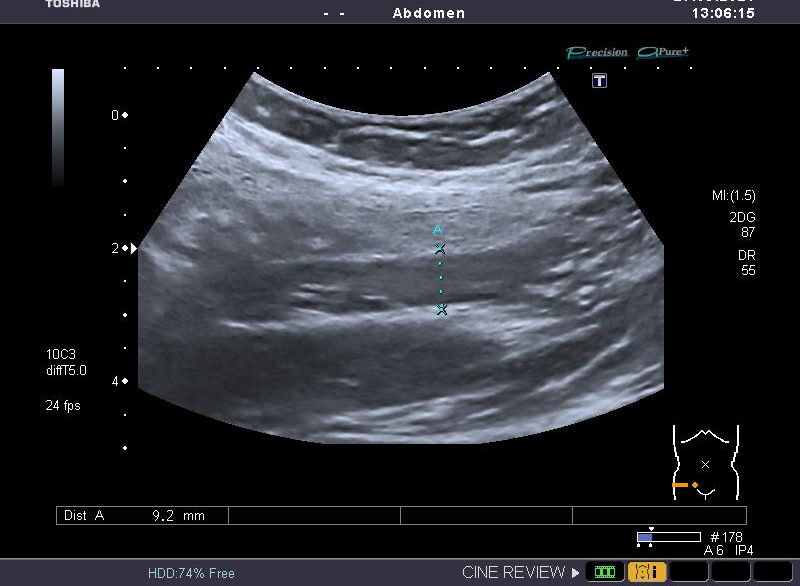 TOSHIBA
- - Abdomen
13:06:15
Precision APure+
T
0
MI:(1.5)
2DG
87
DR
55
A
2
10C3
diffT5.0
24 fps
4
Dist A 9.2 mm
#178
A 6 IP4
HDD:74% Free
CINE REVIEW
i